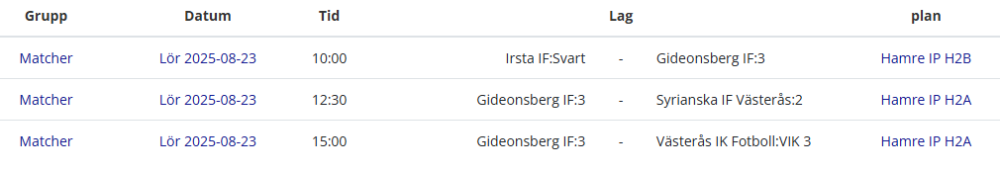 Grupp Datum Tid Lag plan
Matcher Lör 2025-08-23 10:00 Irsta IF:Svart - Gideonsberg IF:3 Hamre IP H2B
Matcher Lör 2025-08-23 12:30 Gideonsberg IF:3 - Syrianska IF Västerås:2 Hamre IP H2A
Matcher Lör 2025-08-23 15:00 Gideonsberg IF:3 - Västerås IK Fotboll:VIK 3 Hamre IP H2A